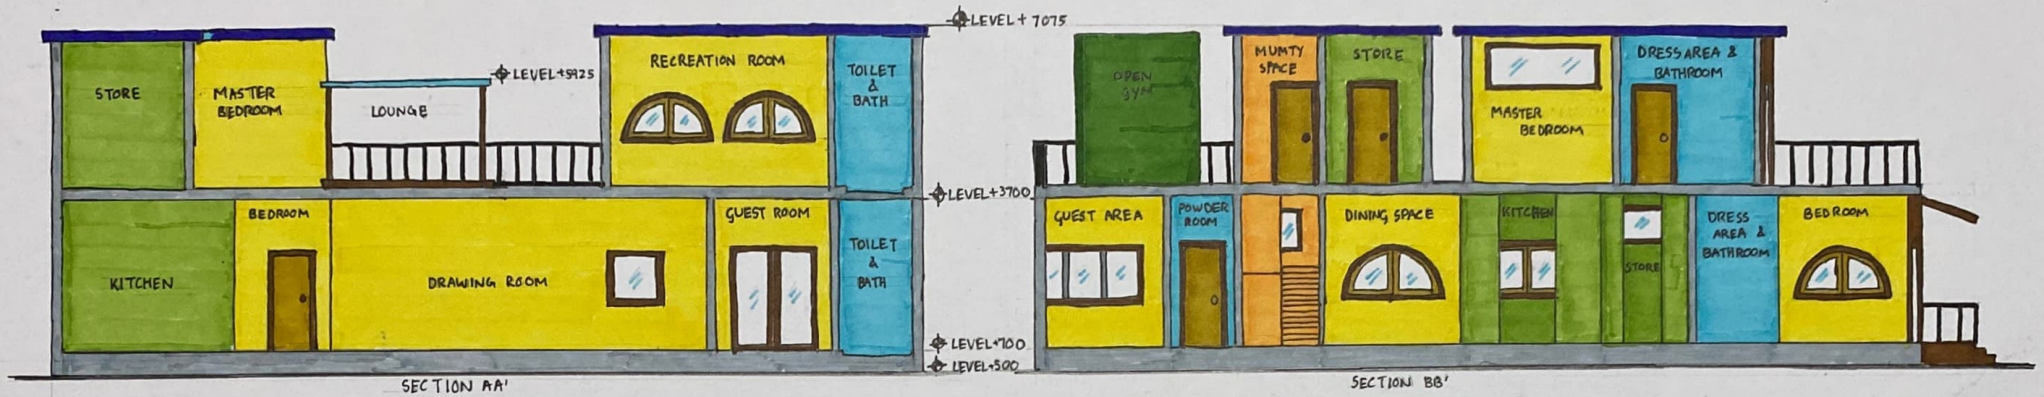 LEVEL+ 7075
STORE
MASTER
BEDROOM
LOUNGE
LEVEL+5925
RECREATION ROOM
TOILET
&
BATH
LEVEL+3700
KITCHEN
BEDROOM
DRAWING ROOM
GUEST ROOM
TOILET
&
BATH
LEVEL+700
LEVEL+500
SECTION AA'
OPEN
GYM
MUMTY
SPACE
STORE
MASTER
BEDROOM
DRESS AREA &
BATHROOM
GUEST AREA
POWDER
ROOM
DINING SPACE
KITCHEN
STORE
DRESS
AREA &
BATHROOM
BEDROOM
SECTION BB'